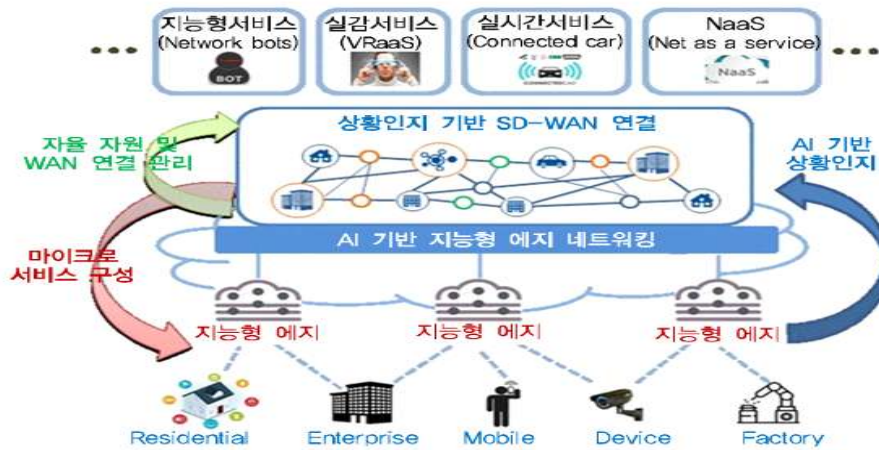 지능형서비스
(Network bots)
BOT
실감서비스
(VRaaS)
실시간서비스
(Connected car)
NaaS
(Net as a service)
NaaS
상황인지 기반 SD-WAN 연결
자율 자원 및
WAN 연결 관리
AI 기반
상황인지
AI 기반 지능형 에지 네트워킹
마이크로
서비스 구성
지능형 에지
지능형 에지
지능형 에지
Residential
Enterprise
Mobile
Device
Factory